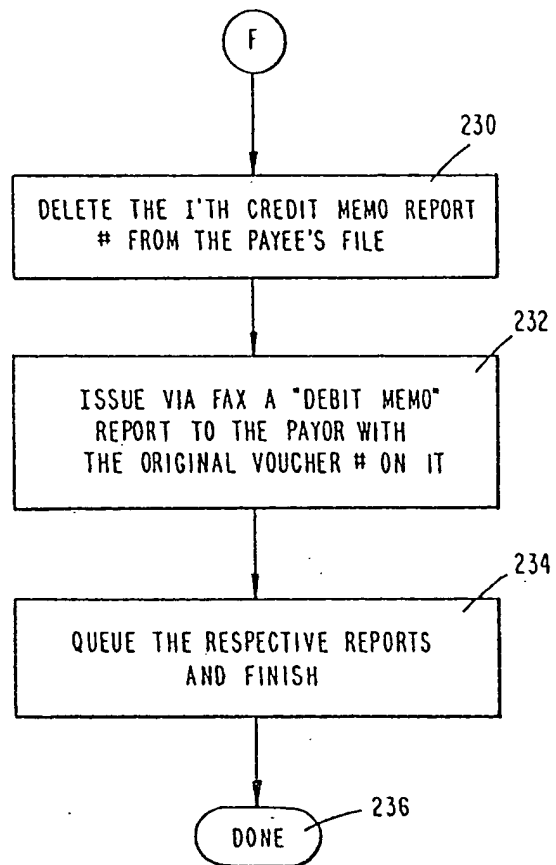 F
230
DELETE THE I'TH CREDIT MEMO REPORT
# FROM THE PAYEE'S FILE
232
ISSUE VIA FAX A "DEBIT MEMO"
REPORT TO THE PAYOR WITH
THE ORIGINAL VOUCHER # ON IT
234
QUEUE THE RESPECTIVE REPORTS
AND FINISH
236
DONE